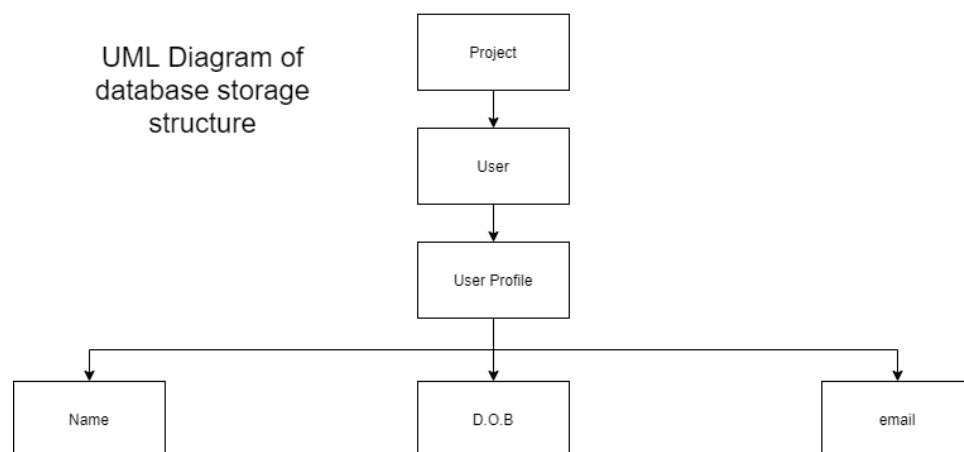 UML Diagram of
database storage
structure
Project
User
User Profile
Name
D.O.B
email